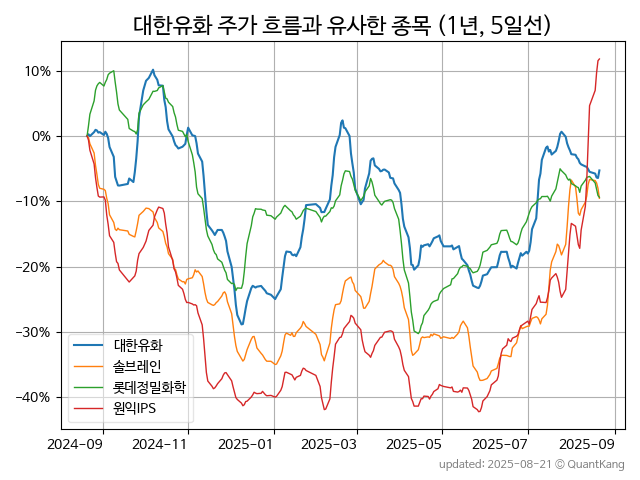 대한유화 주가 흐름과 유사한 종목 (1년, 5일선)
10%
0%
−10%
−20%
−30%
−40%
대한유화
솔브레인
롯데정밀화학
원익IPS
2024−09
2024−11
2025−01
2025−03
2025−05
2025−07
2025−09
updated: 2025-08-21 © QuantKang